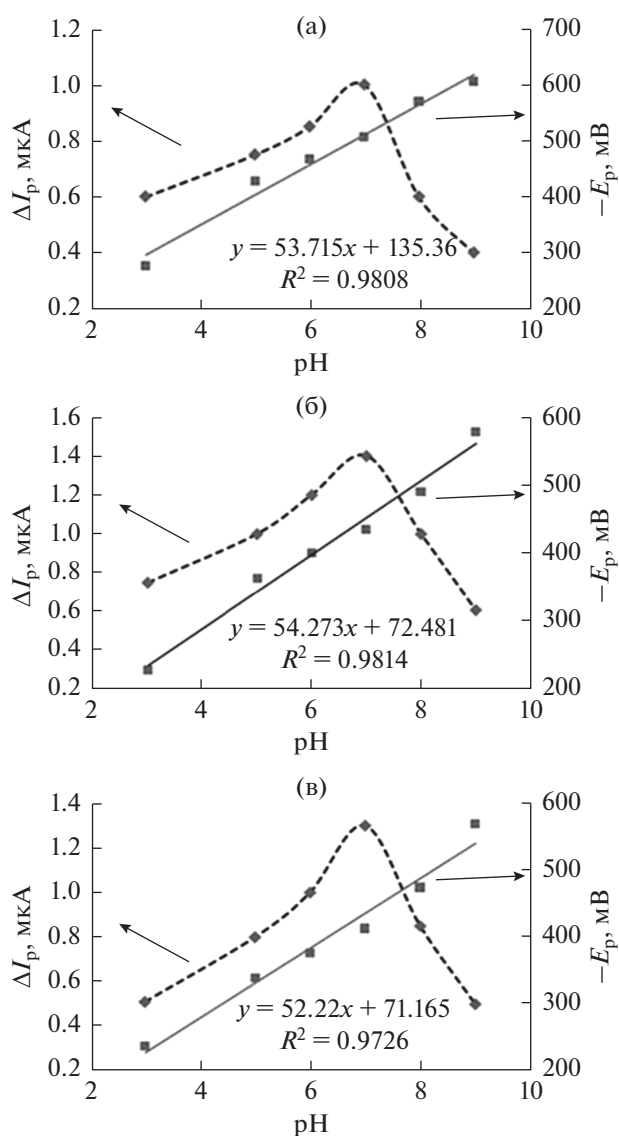 (а)
1.2
1.0
0.8
0.6
0.4
0.2
ΔIp, мкА
700
600
500
400
300
200
−Ep, мВ
y = 53.715x + 135.36
R² = 0.9808
2 4 6 8 10
pH
(б)
1.6
1.4
1.2
1.0
0.8
0.6
0.4
0.2
ΔIp, мкА
600
500
400
300
200
−Ep, мВ
y = 54.273x + 72.481
R² = 0.9814
2 4 6 8 10
pH
(в)
1.4
1.2
1.0
0.8
0.6
0.4
0.2
ΔIp, мкА
600
500
400
300
200
−Ep, мВ
y = 52.22x + 71.165
R² = 0.9726
2 4 6 8 10
pH